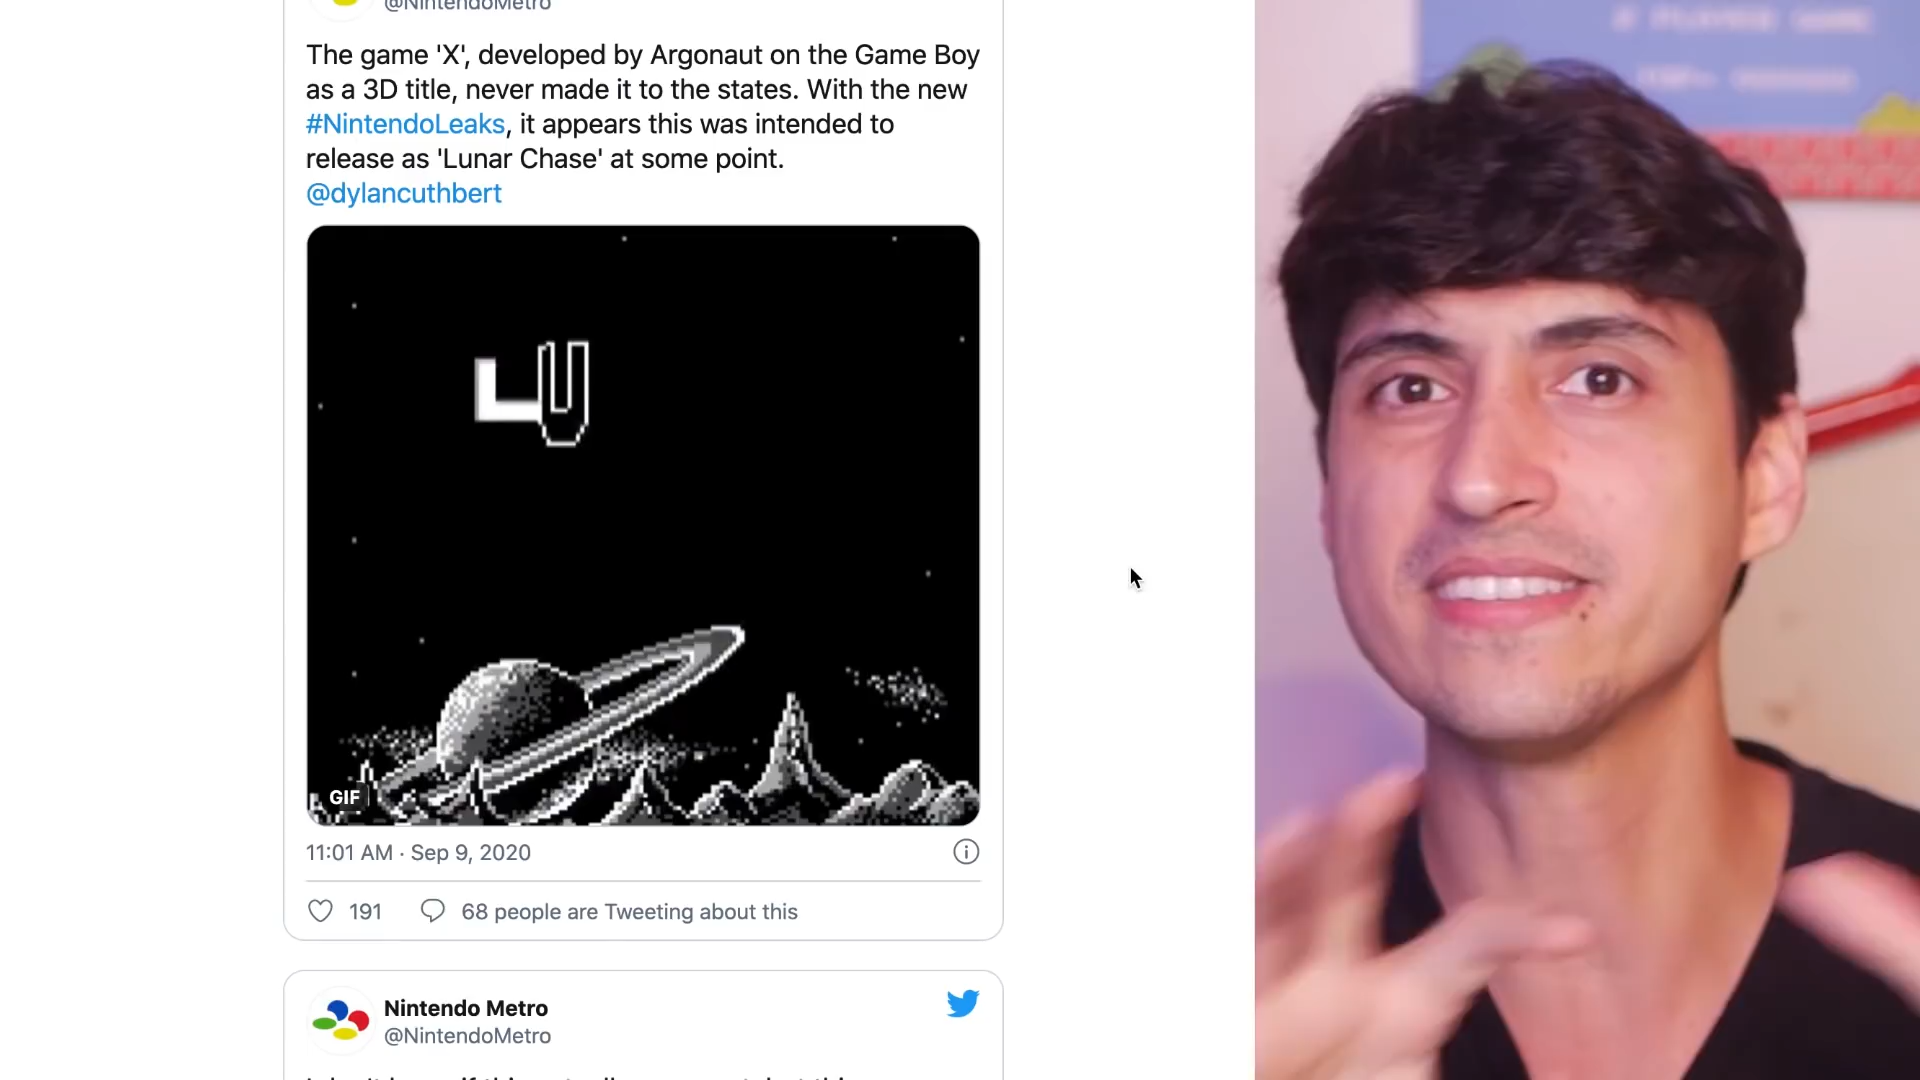 @NintendoMetro
The game 'X', developed by Argonaut on the Game Boy
as a 3D title, never made it to the states. With the new
#NintendoLeaks, it appears this was intended to
release as 'Lunar Chase' at some point.
@dylancuthbert
LU
GIF
11:01 AM · Sep 9, 2020
191
68 people are Tweeting about this
Nintendo Metro
@NintendoMetro